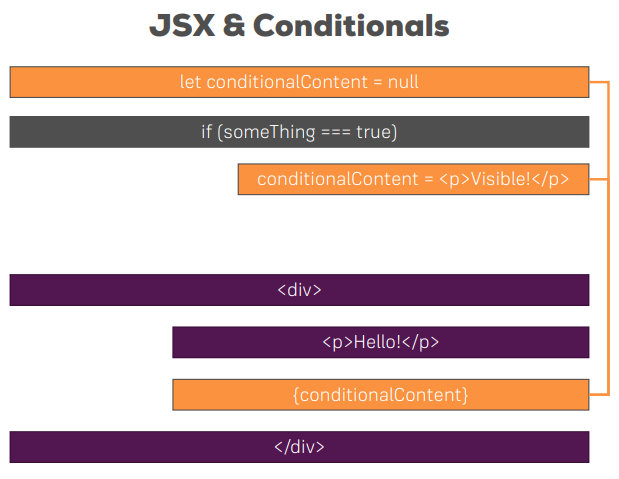 JSX & Conditionals
let conditionalContent = null
if (someThing === true)
conditionalContent = <p>Visible!</p>
<div>
<p>Hello!</p>
{conditionalContent}
</div>